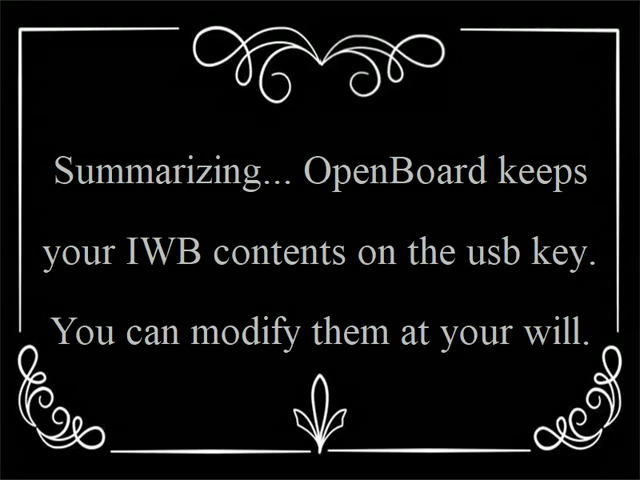 Summarizing... OpenBoard keeps
your IWB contents on the usb key.
You can modify them at your will.